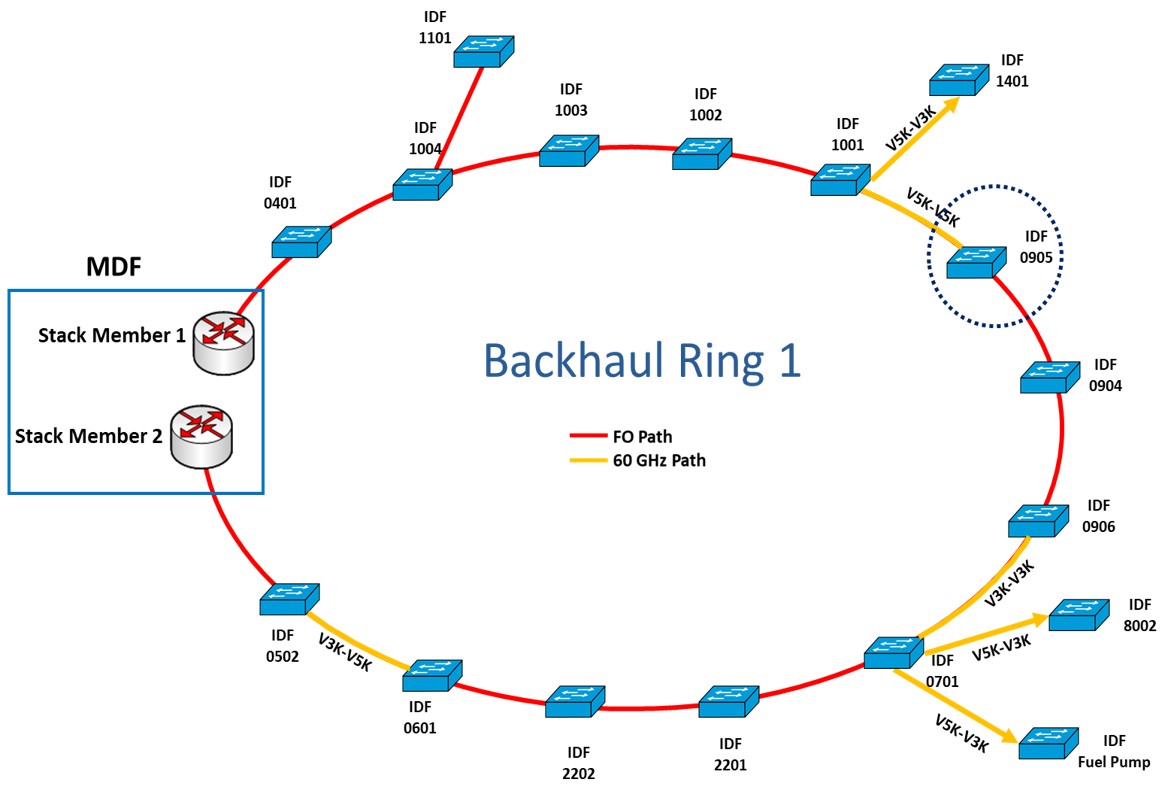 IDF
1101
IDF
1401
IDF
1003
IDF
1002
IDF
1001
IDF
1004
V5K-V3K
IDF
0401
V5K-V5K
IDF
0905
MDF
Stack Member 1
Backhaul Ring 1
IDF
0904
Stack Member 2
FO Path
60 GHz Path
IDF
0906
V3K-V3K
IDF
8002
IDF
0502
V3K-V5K
V5K-V3K
IDF
0701
IDF
0601
V5K-V3K
IDF
2202
IDF
2201
IDF
Fuel Pump